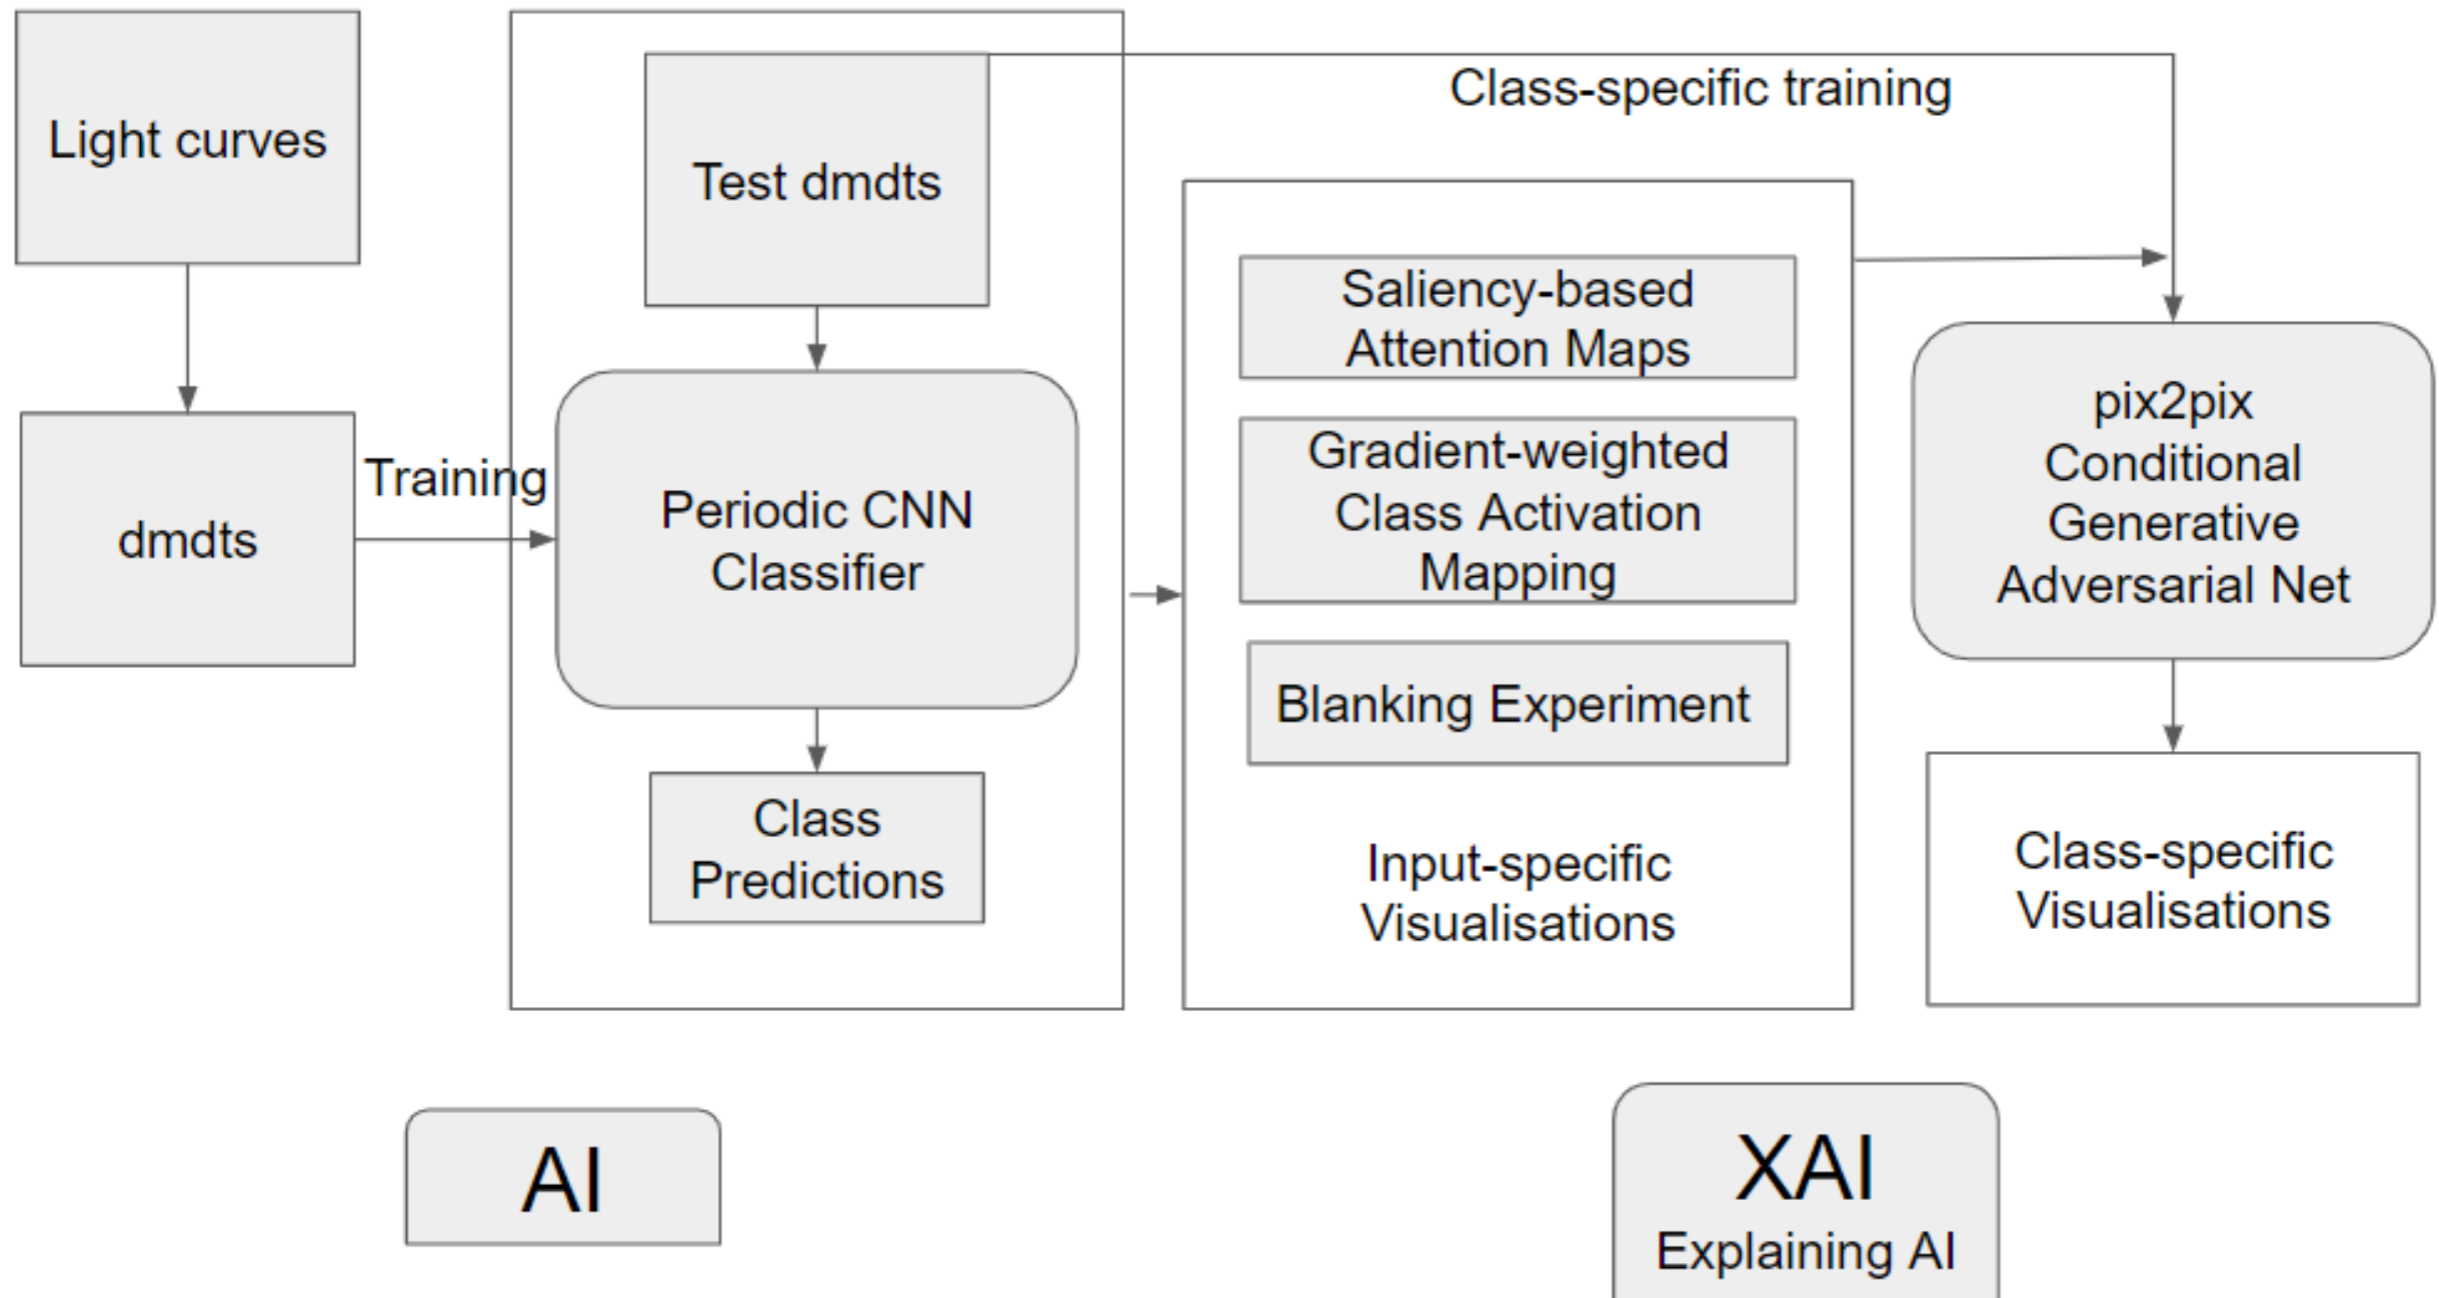 Light curves
dmdts
Training
Test dmdts
Periodic CNN
Classifier
Class
Predictions
Class-specific training
Saliency-based
Attention Maps
Gradient-weighted
Class Activation
Mapping
Blanking Experiment
Input-specific
Visualisations
pix2pix
Conditional
Generative
Adversarial Net
Class-specific
Visualisations
AI
XAI
Explaining AI